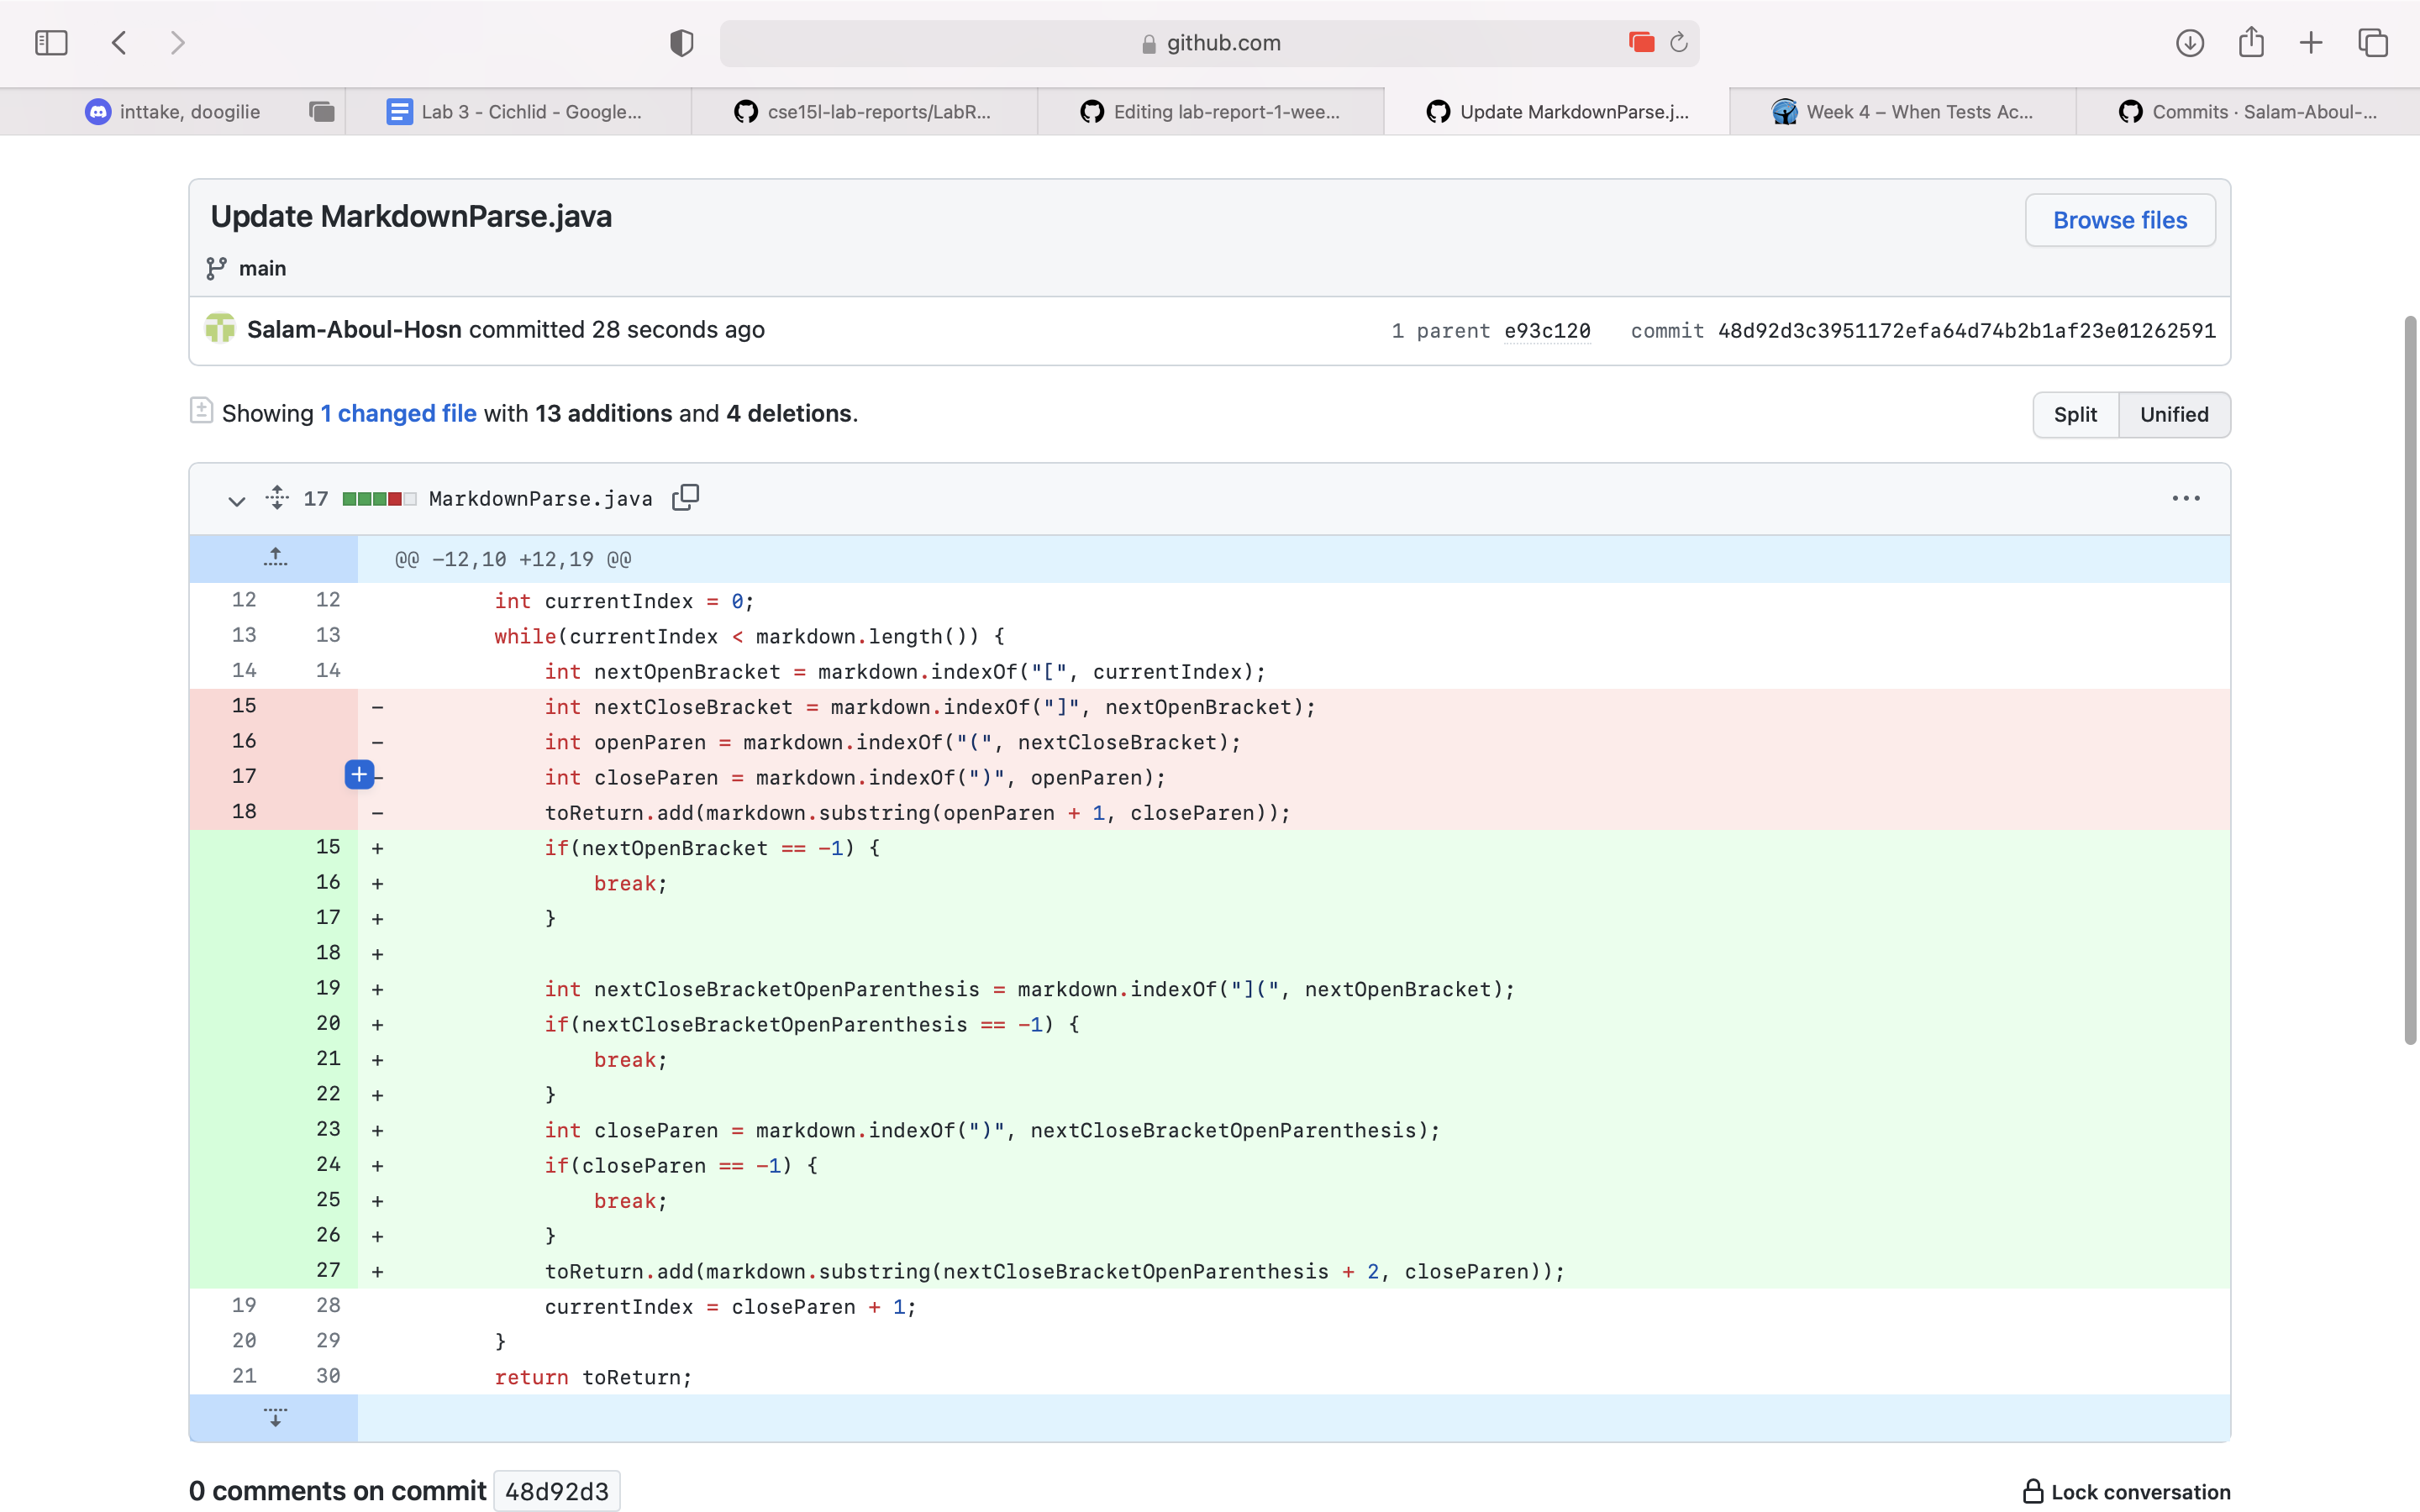 github.com
inttake, doogilie
Lab 3 - Cichlid - Google...
cse15l-lab-reports/LabR...
Editing lab-report-1-wee...
Update MarkdownParse.j...
Week 4 – When Tests Ac...
Commits · Salam-Aboul-...
Update MarkdownParse.java
Browse files
main
Salam-Aboul-Hosn committed 28 seconds ago
1 parent e93c120 commit 48d92d3c3951172efa64d74b2b1af23e01262591
Showing 1 changed file with 13 additions and 4 deletions.
Split Unified
17 MarkdownParse.java
@@ -12,10 +12,19 @@
12 12 int currentIndex = 0;
13 13 while(currentIndex < markdown.length()) {
14 14 int nextOpenBracket = markdown.indexOf("[", currentIndex);
15 - int nextCloseBracket = markdown.indexOf("]", nextOpenBracket);
16 - int openParen = markdown.indexOf("(", nextCloseBracket);
17 - int closeParen = markdown.indexOf(")", openParen);
18 - toReturn.add(markdown.substring(openParen + 1, closeParen));
15 + if(nextOpenBracket == -1) {
16 + break;
17 + }
18 +
19 + int nextCloseBracketOpenParenthesis = markdown.indexOf("](", nextOpenBracket);
20 + if(nextCloseBracketOpenParenthesis == -1) {
21 + break;
22 + }
23 + int closeParen = markdown.indexOf(")", nextCloseBracketOpenParenthesis);
24 + if(closeParen == -1) {
25 + break;
26 + }
27 + toReturn.add(markdown.substring(nextCloseBracketOpenParenthesis + 2, closeParen));
19 28 currentIndex = closeParen + 1;
20 29 }
21 30 return toReturn;
0 comments on commit 48d92d3
Lock conversation